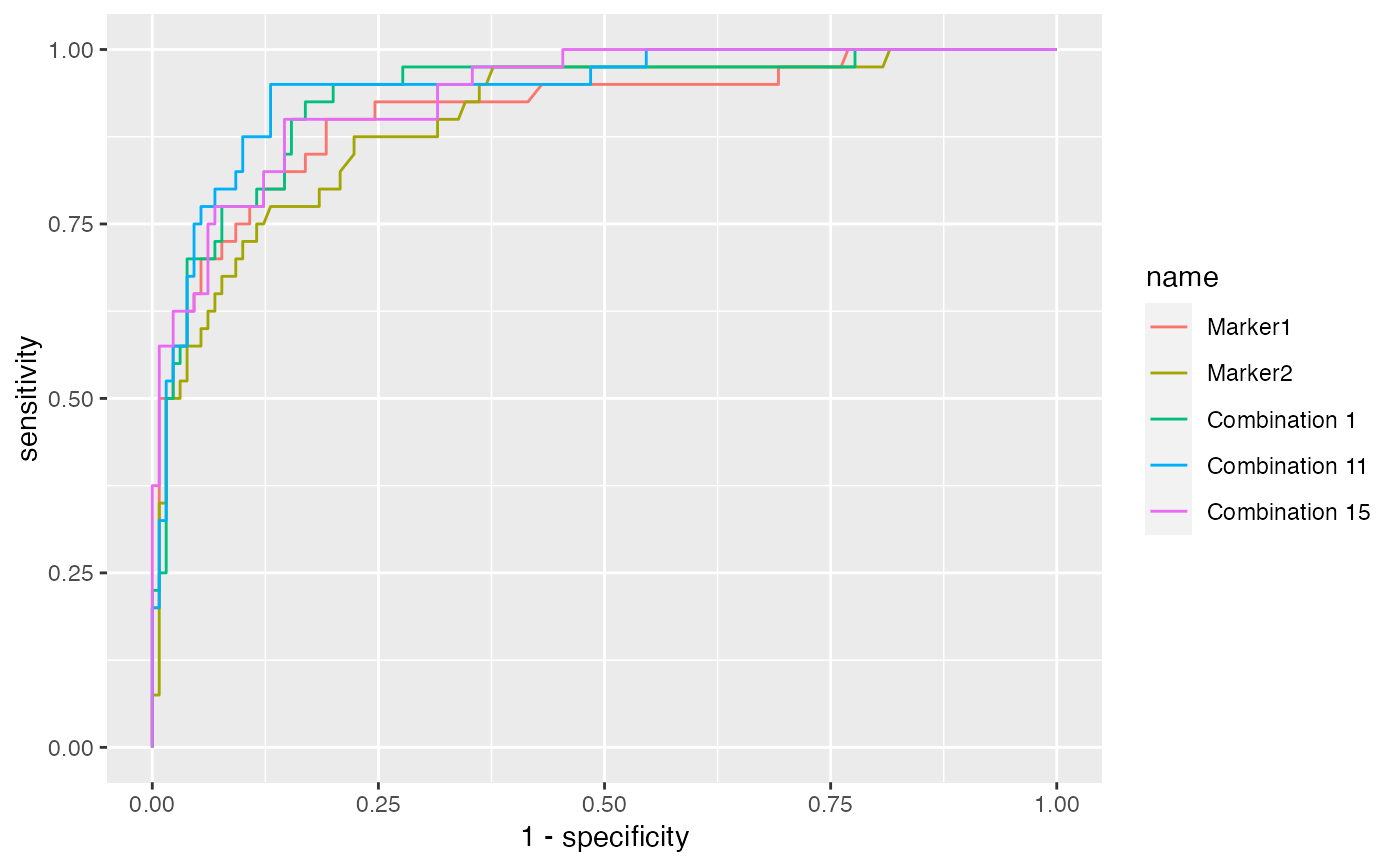 1.00
0.75
0.50
0.25
0.00
sensitivity
0.00 0.25 0.50 0.75 1.00
1 - specificity
name
Marker1
Marker2
Combination 1
Combination 11
Combination 15